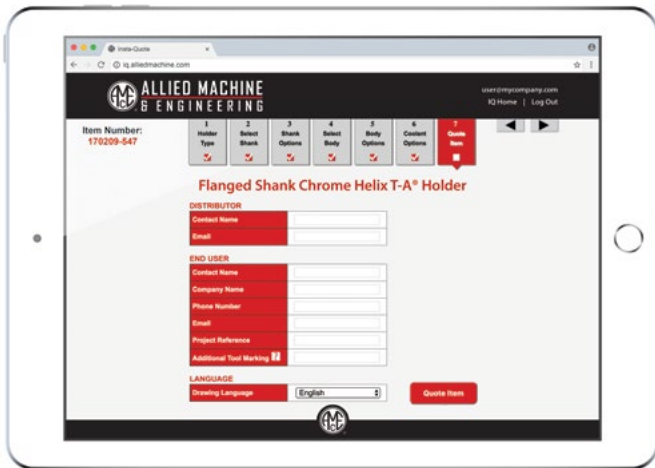 Insta-Quote
iq.alliedmachine.com
ALLIED MACHINE
& ENGINEERING
user@mycompany.com
IQ Home | Log Out
Item Number:
170209-547
1 Holder Type
2 Select Shank
3 Shank Options
4 Select Body
5 Body Options
6 Coolant Options
7 Quote Item
Flanged Shank Chrome Helix T-A® Holder
DISTRIBUTOR
Contact Name
Email
END USER
Contact Name
Company Name
Phone Number
Email
Project Reference
Additional Tool Marking ?
LANGUAGE
Drawing Language English
Quote Item